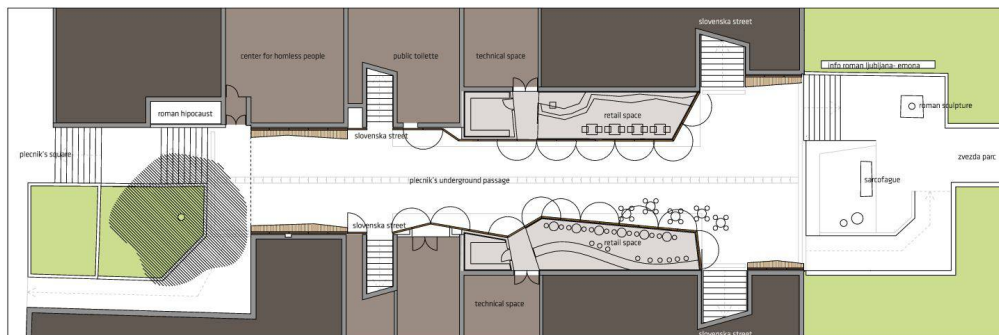 slovenska street
center for homless people
public toilette
technical space
info roman ljubljana- emona
roman hipocaust
retail space
roman sculpture
slovenska street
plecnik's square
zvezda parc
plecnik's underground passage
sarcofague
slovenska street
retail space
technical space
slovenska street